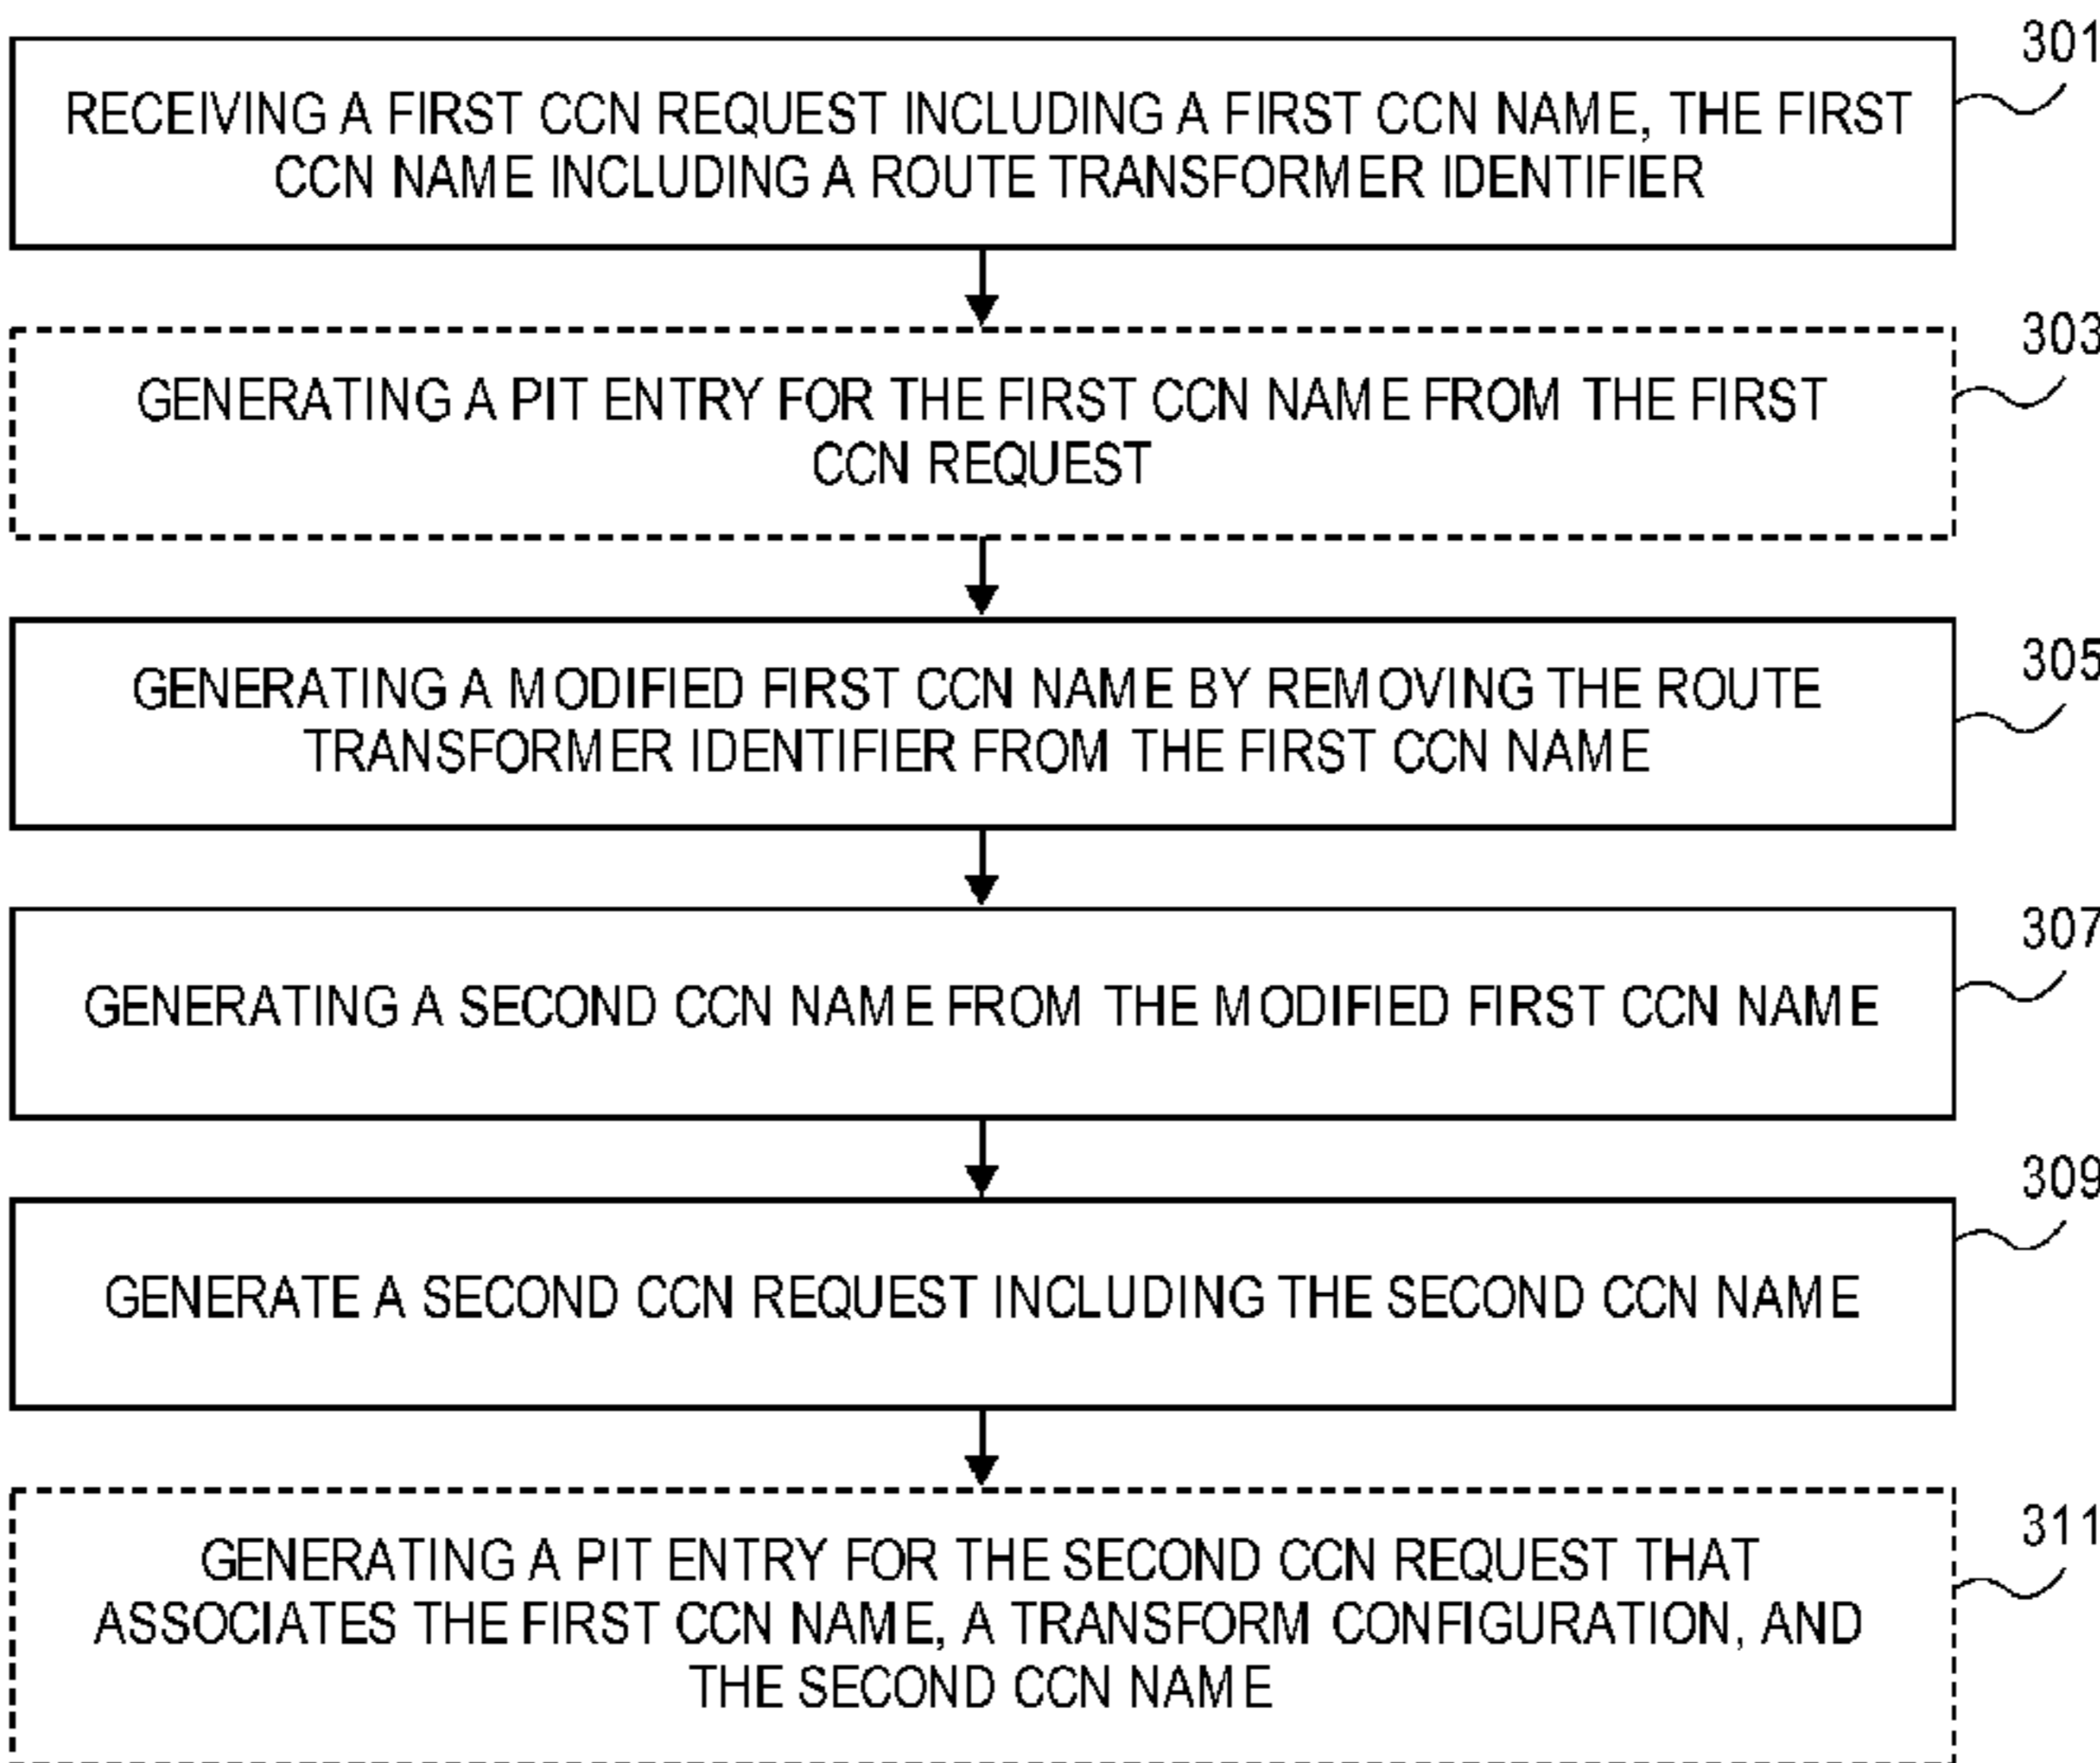 301
RECEIVING A FIRST CCN REQUEST INCLUDING A FIRST CCN NAME, THE FIRST
CCN NAME INCLUDING A ROUTE TRANSFORMER IDENTIFIER
303
GENERATING A PIT ENTRY FOR THE FIRST CCN NAME FROM THE FIRST
CCN REQUEST
305
GENERATING A MODIFIED FIRST CCN NAME BY REMOVING THE ROUTE
TRANSFORMER IDENTIFIER FROM THE FIRST CCN NAME
307
GENERATING A SECOND CCN NAME FROM THE MODIFIED FIRST CCN NAME
309
GENERATE A SECOND CCN REQUEST INCLUDING THE SECOND CCN NAME
311
GENERATING A PIT ENTRY FOR THE SECOND CCN REQUEST THAT
ASSOCIATES THE FIRST CCN NAME, A TRANSFORM CONFIGURATION, AND
THE SECOND CCN NAME